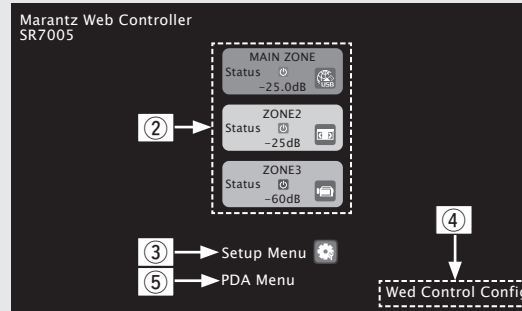 Marantz Web Controller
SR7005
MAIN ZONE
Status
-25.0dB
USB
② ZONE2
Status
-25dB
ZONE3
Status
-60dB
④
③ Setup Menu
⑤ PDA Menu
Wed Control Config